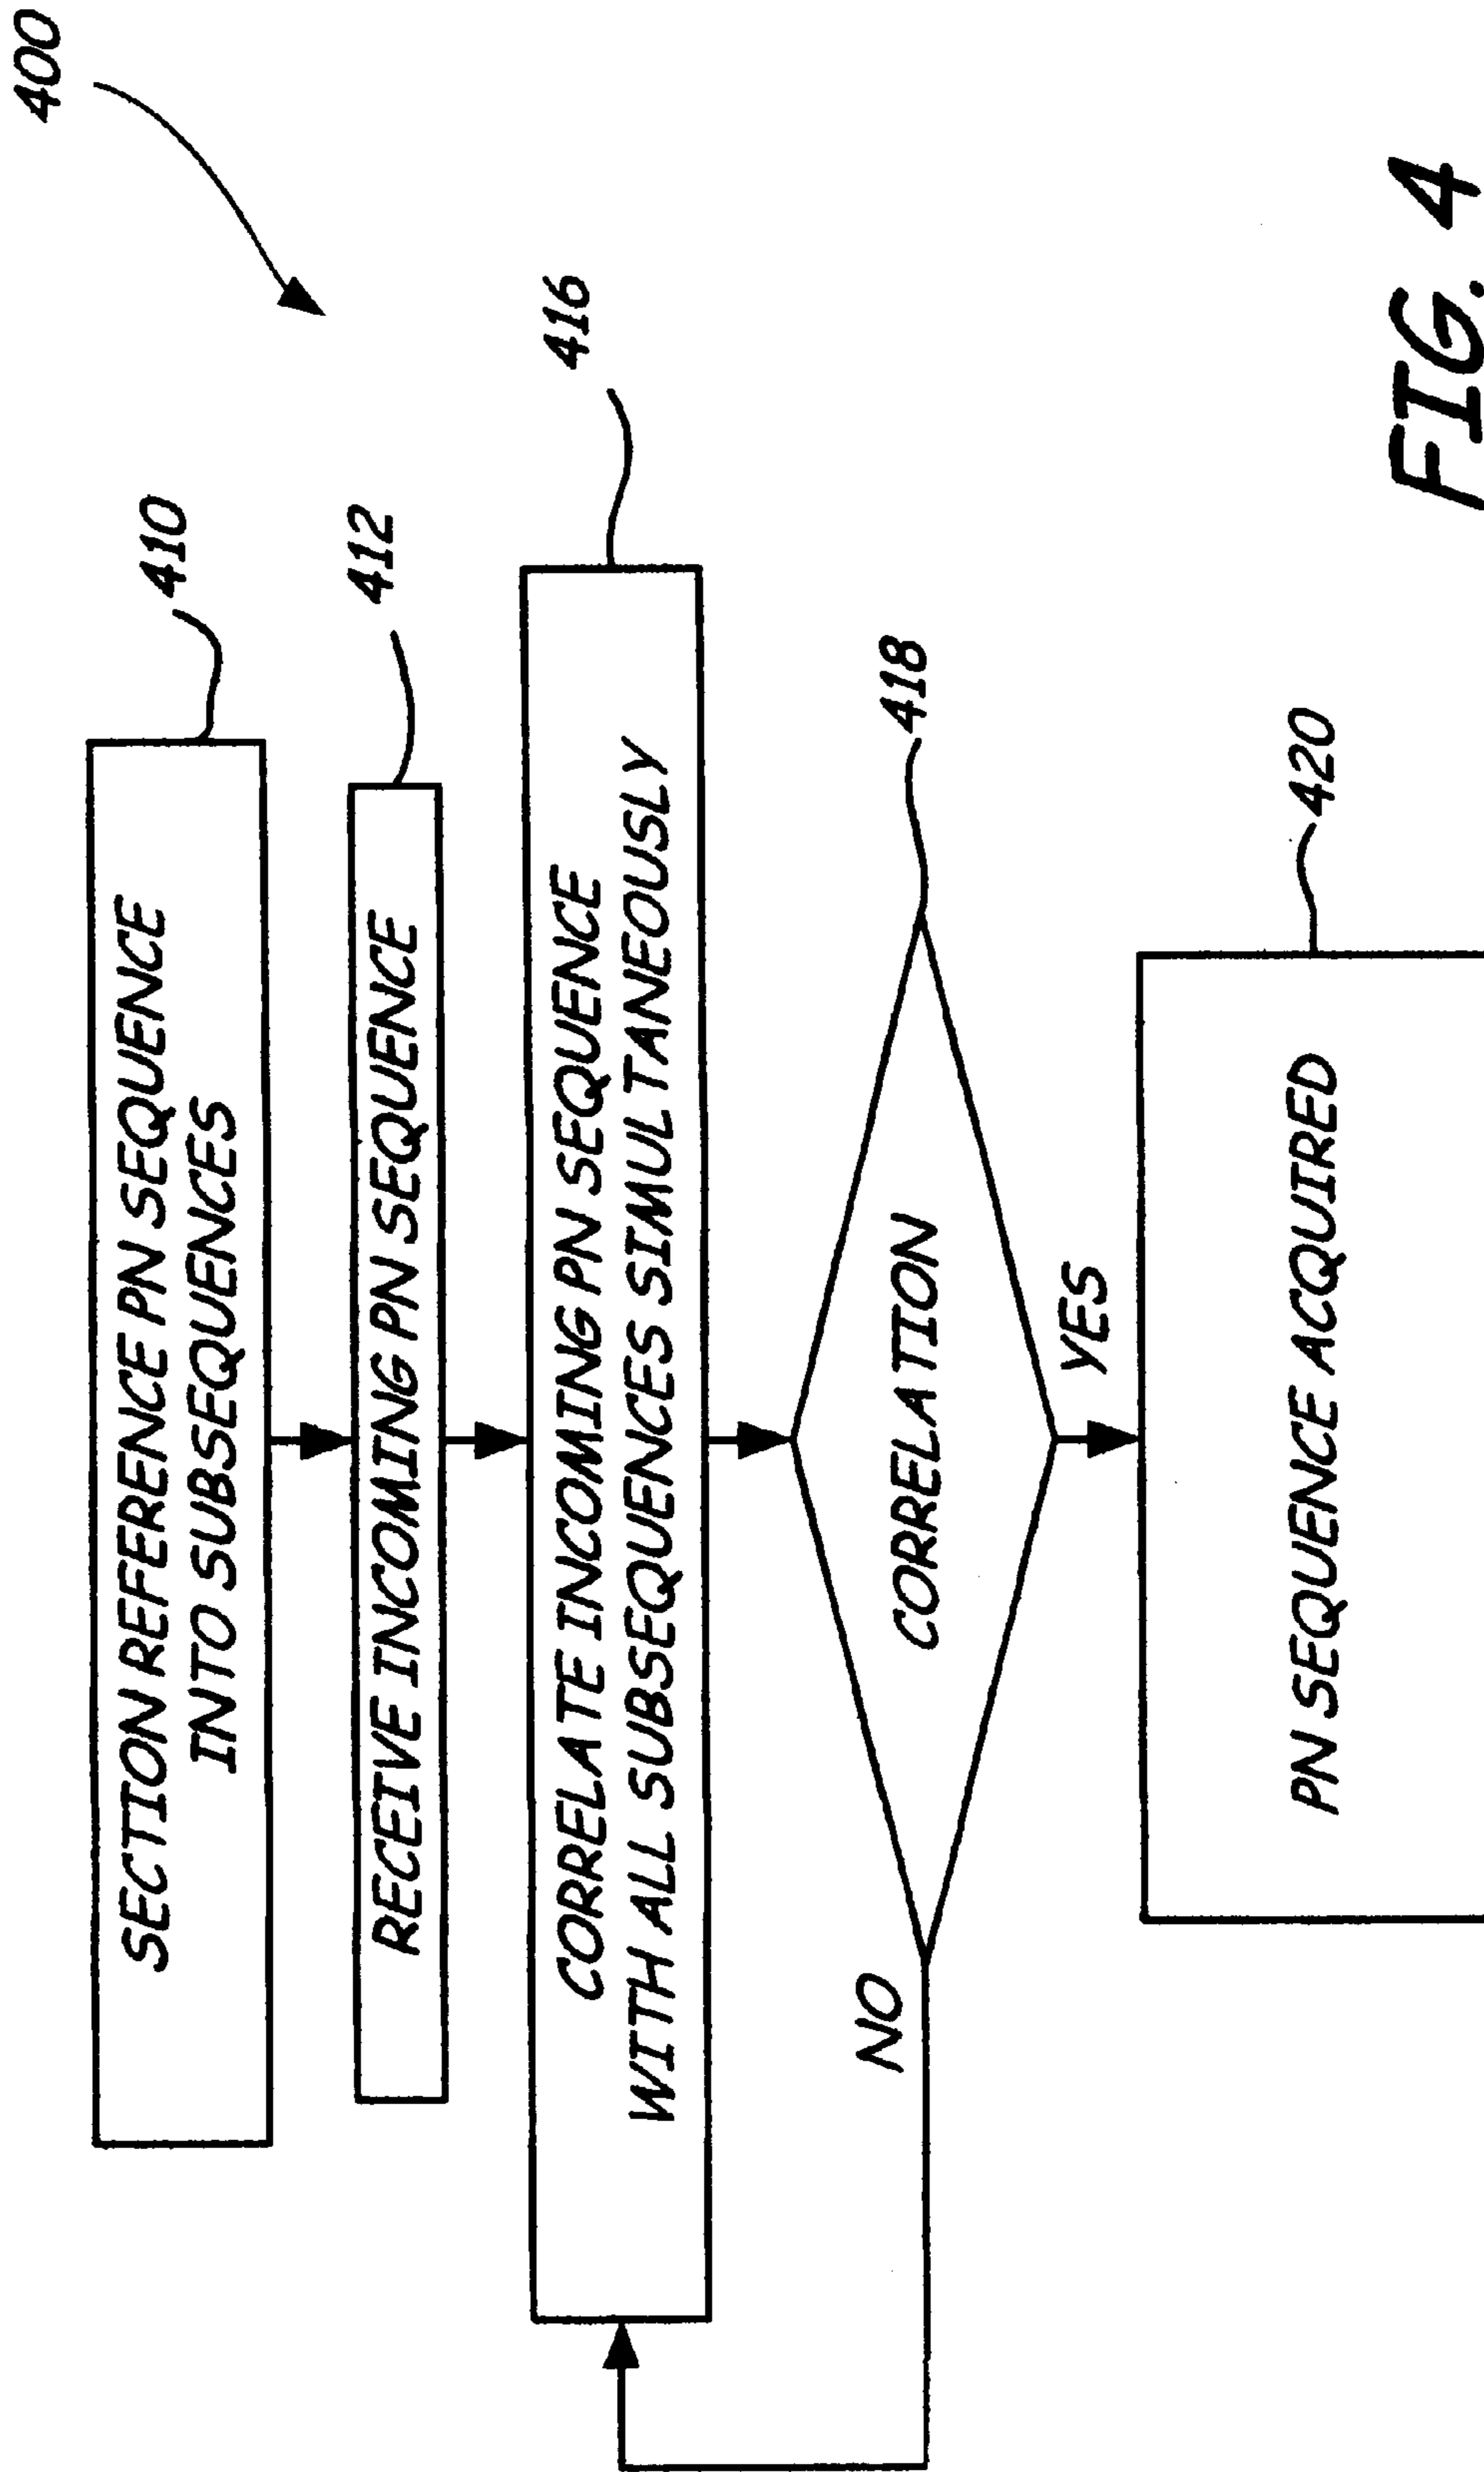 400
SECTION REFERENCE PN SEQUENCE
INTO SUBSEQUENCES
410
RECEIVE INCOMING PN SEQUENCE
412
CORRELATE INCOMING PN SEQUENCE
WITH ALL SUBSEQUENCES SIMULTANEOUSLY
416
NO
CORRELATION
418
YES
PN SEQUENCE ACQUIRED
420
FIG. 4